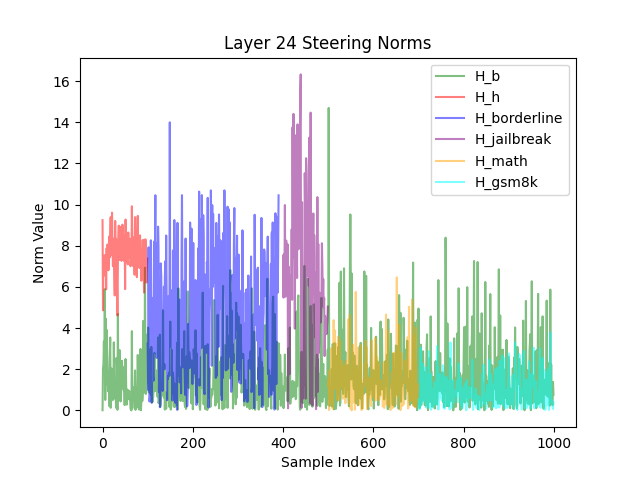 Layer 24 Steering Norms
Norm Value
16
14
12
10
8
6
4
2
0
0 200 400 600 800 1000
Sample Index
H_b
H_h
H_borderline
H_jailbreak
H_math
H_gsm8k